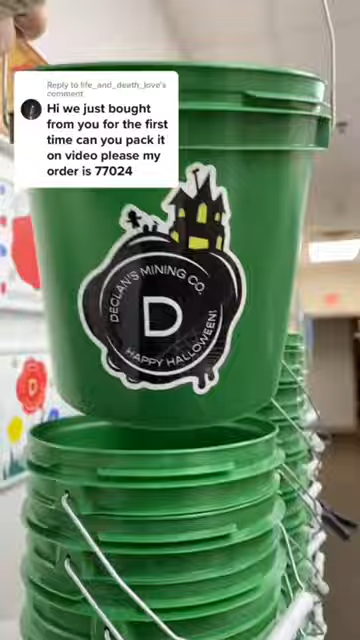 Reply to life_and_death_love's
comment
Hi we just bought
from you for the first
time can you pack it
on video please my
order is 77024
DECLAN'S MINING CO.
D
HAPPY HALLOWEEN!
D